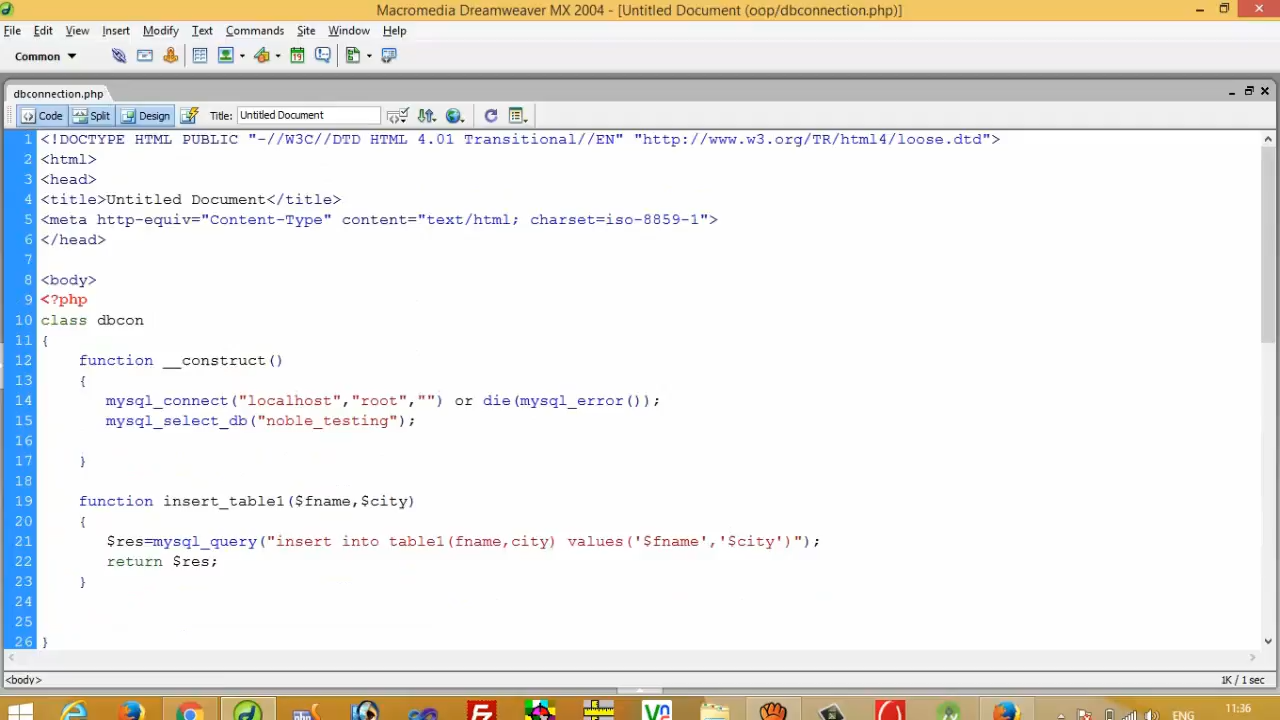 Macromedia Dreamweaver MX 2004 - [Untitled Document (oop/dbconnection.php)]
File Edit View Insert Modify Text Commands Site Window Help
Common
dbconnection.php
Code Split Design Title: Untitled Document
1 <!DOCTYPE HTML PUBLIC "-//W3C//DTD HTML 4.01 Transitional//EN" "http://www.w3.org/TR/html4/loose.dtd">
2 <html>
3 <head>
4 <title>Untitled Document</title>
5 <meta http-equiv="Content-Type" content="text/html; charset=iso-8859-1">
6 </head>
7
8 <body>
9 <?php
10 class dbcon
11 {
12 function __construct()
13 {
14 mysql_connect("localhost","root","") or die(mysql_error());
15 mysql_select_db("noble_testing");
16
17 }
18
19 function insert_table1($fname,$city)
20 {
21 $res=mysql_query("insert into table1(fname,city) values('$fname','$city')");
22 return $res;
23 }
24
25
26 }
<body> 1K / 1 sec
ENG 11:36